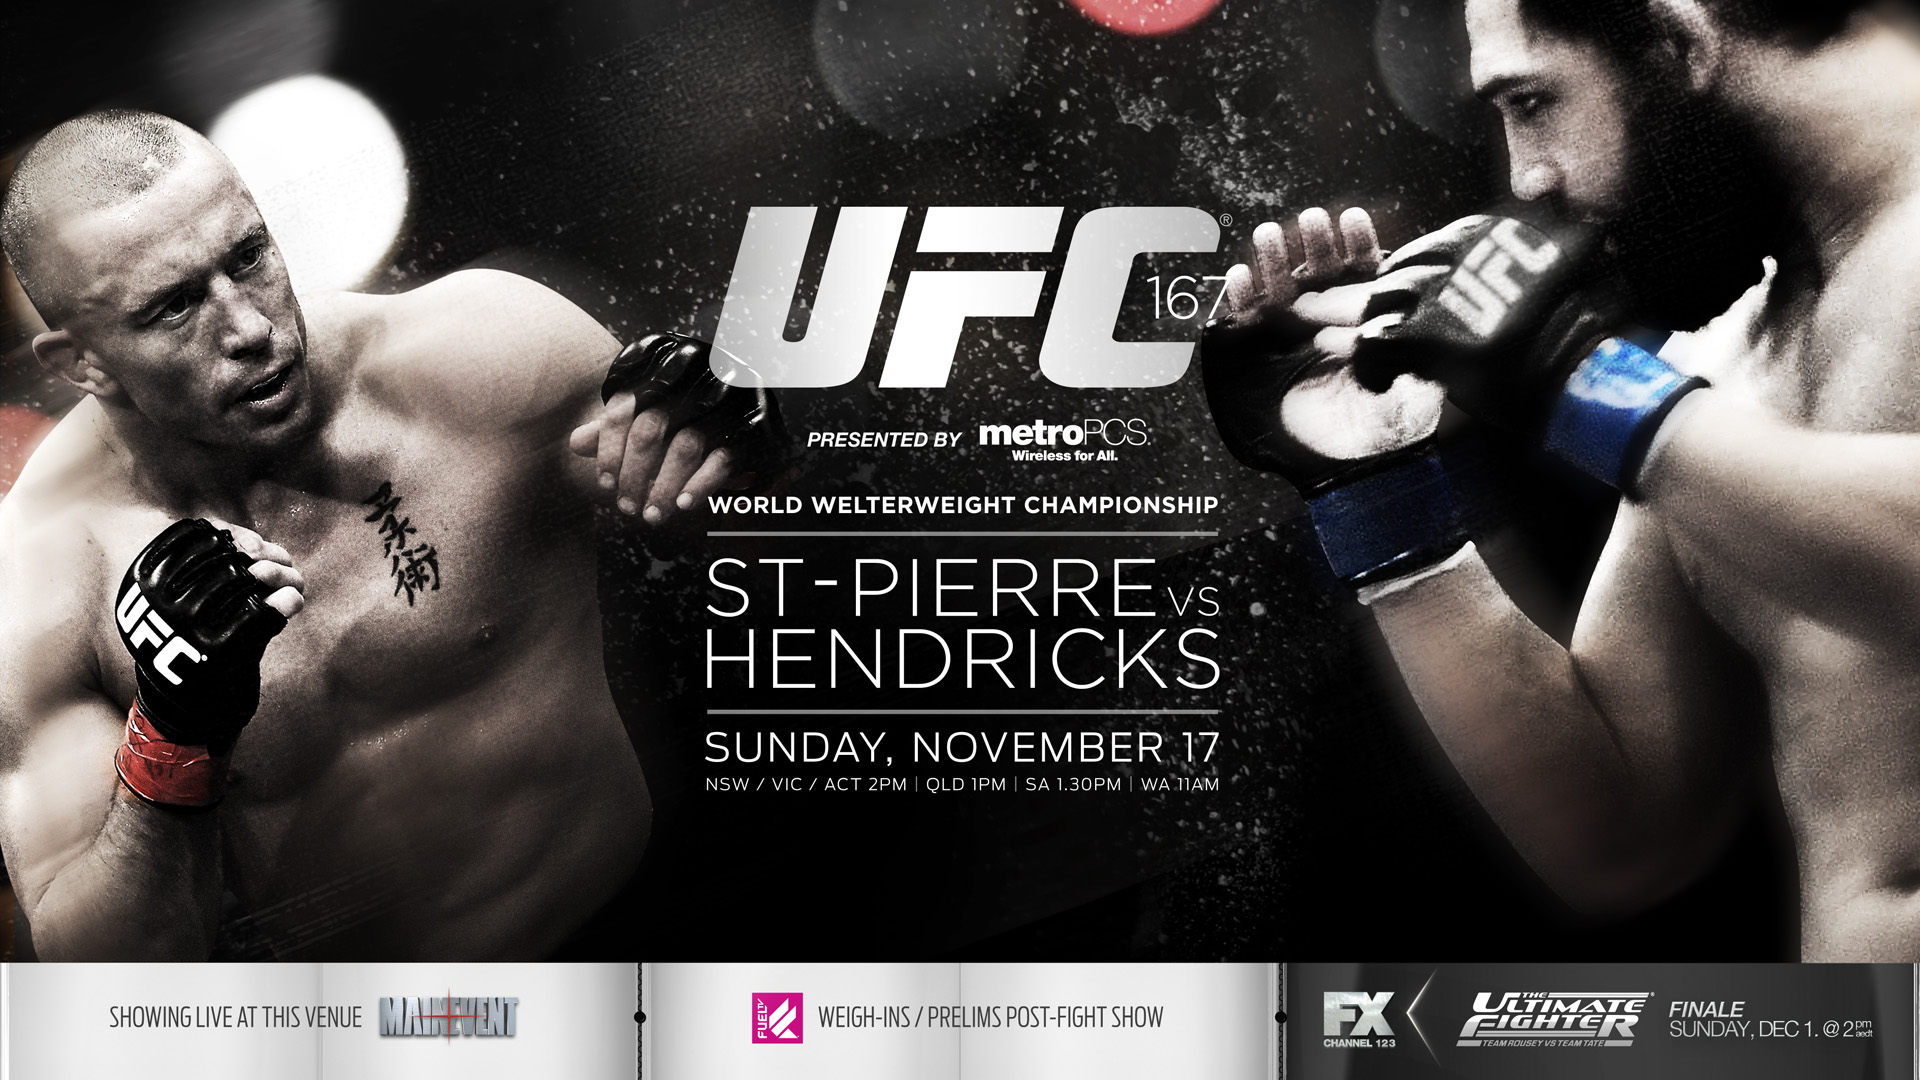 UFC®
167
PRESENTED BY metroPCS.
Wireless for All.
WORLD WELTERWEIGHT CHAMPIONSHIP
ST-PIERRE VS
HENDRICKS
SUNDAY, NOVEMBER 17
NSW / VIC / ACT 2PM | QLD 1PM | SA 1.30PM | WA 11AM
UFC
UFC
柔術
SHOWING LIVE AT THIS VENUE MAIN EVENT
FUELTV WEIGH-INS / PRELIMS POST-FIGHT SHOW
FX
CHANNEL 123
THE
ULTIMATE
FIGHTER®
TEAM ROUSEY VS TEAM TATE
FINALE
SUNDAY, DEC 1. @ 2pm aedt